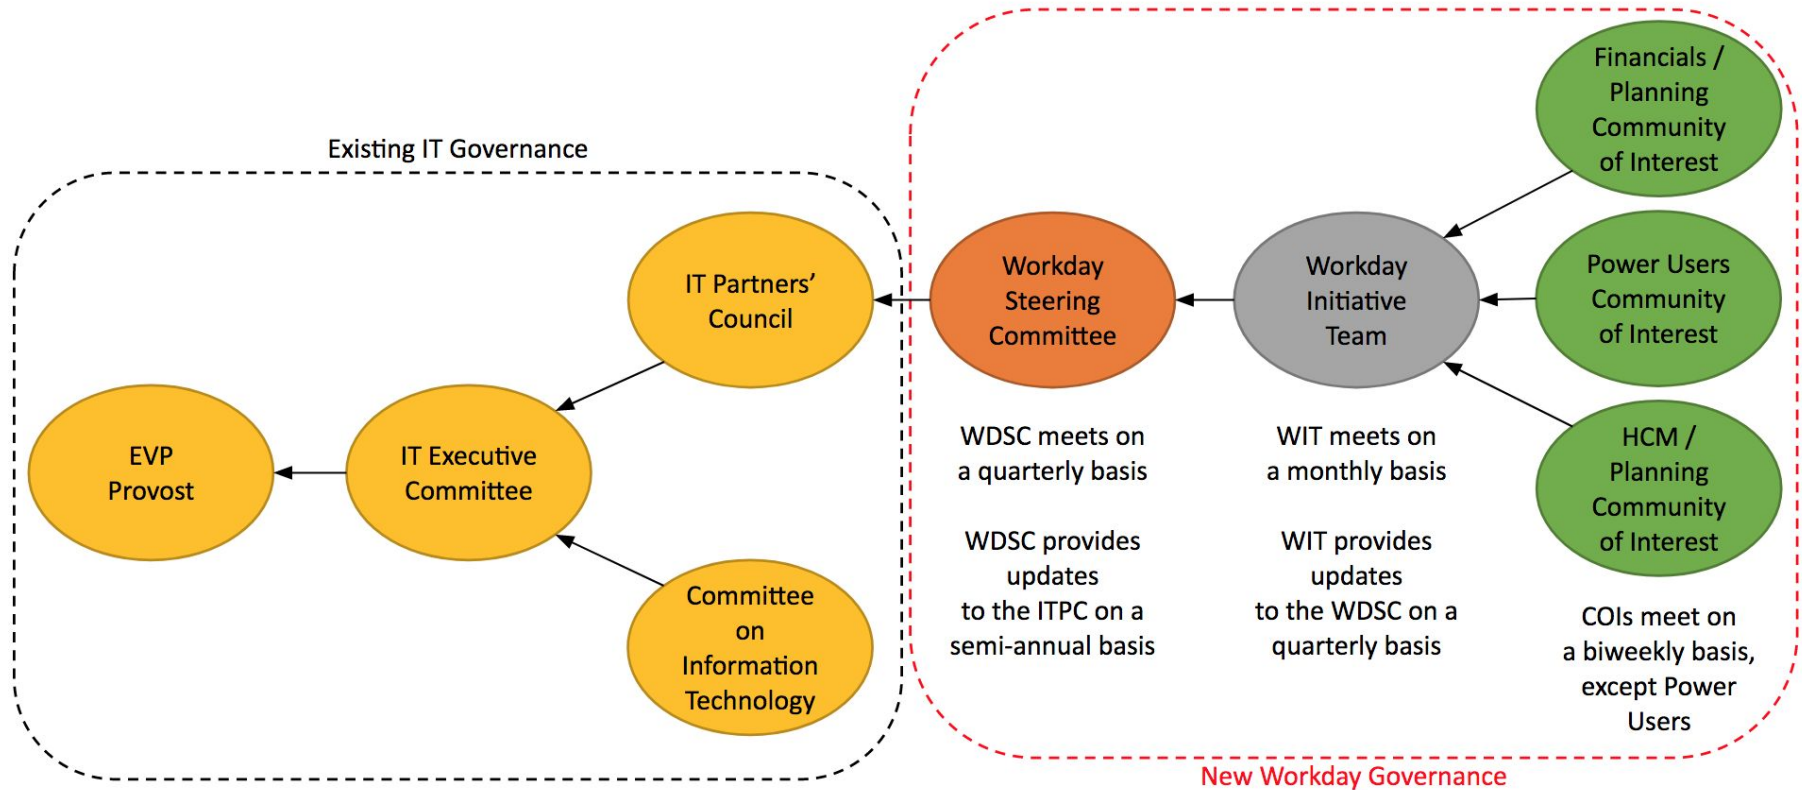 Existing IT Governance
EVP
Provost
IT Executive
Committee
IT Partners’
Council
Committee
on
Information
Technology
Workday
Steering
Committee
WDSC meets on
a quarterly basis
WDSC provides
updates
to the ITPC on a
semi-annual basis
Workday
Initiative
Team
WIT meets on
a monthly basis
WIT provides
updates
to the WDSC on a
quarterly basis
Financials /
Planning
Community
of Interest
Power Users
Community
of Interest
HCM /
Planning
Community
of Interest
COIs meet on
a biweekly basis,
except Power
Users
New Workday Governance